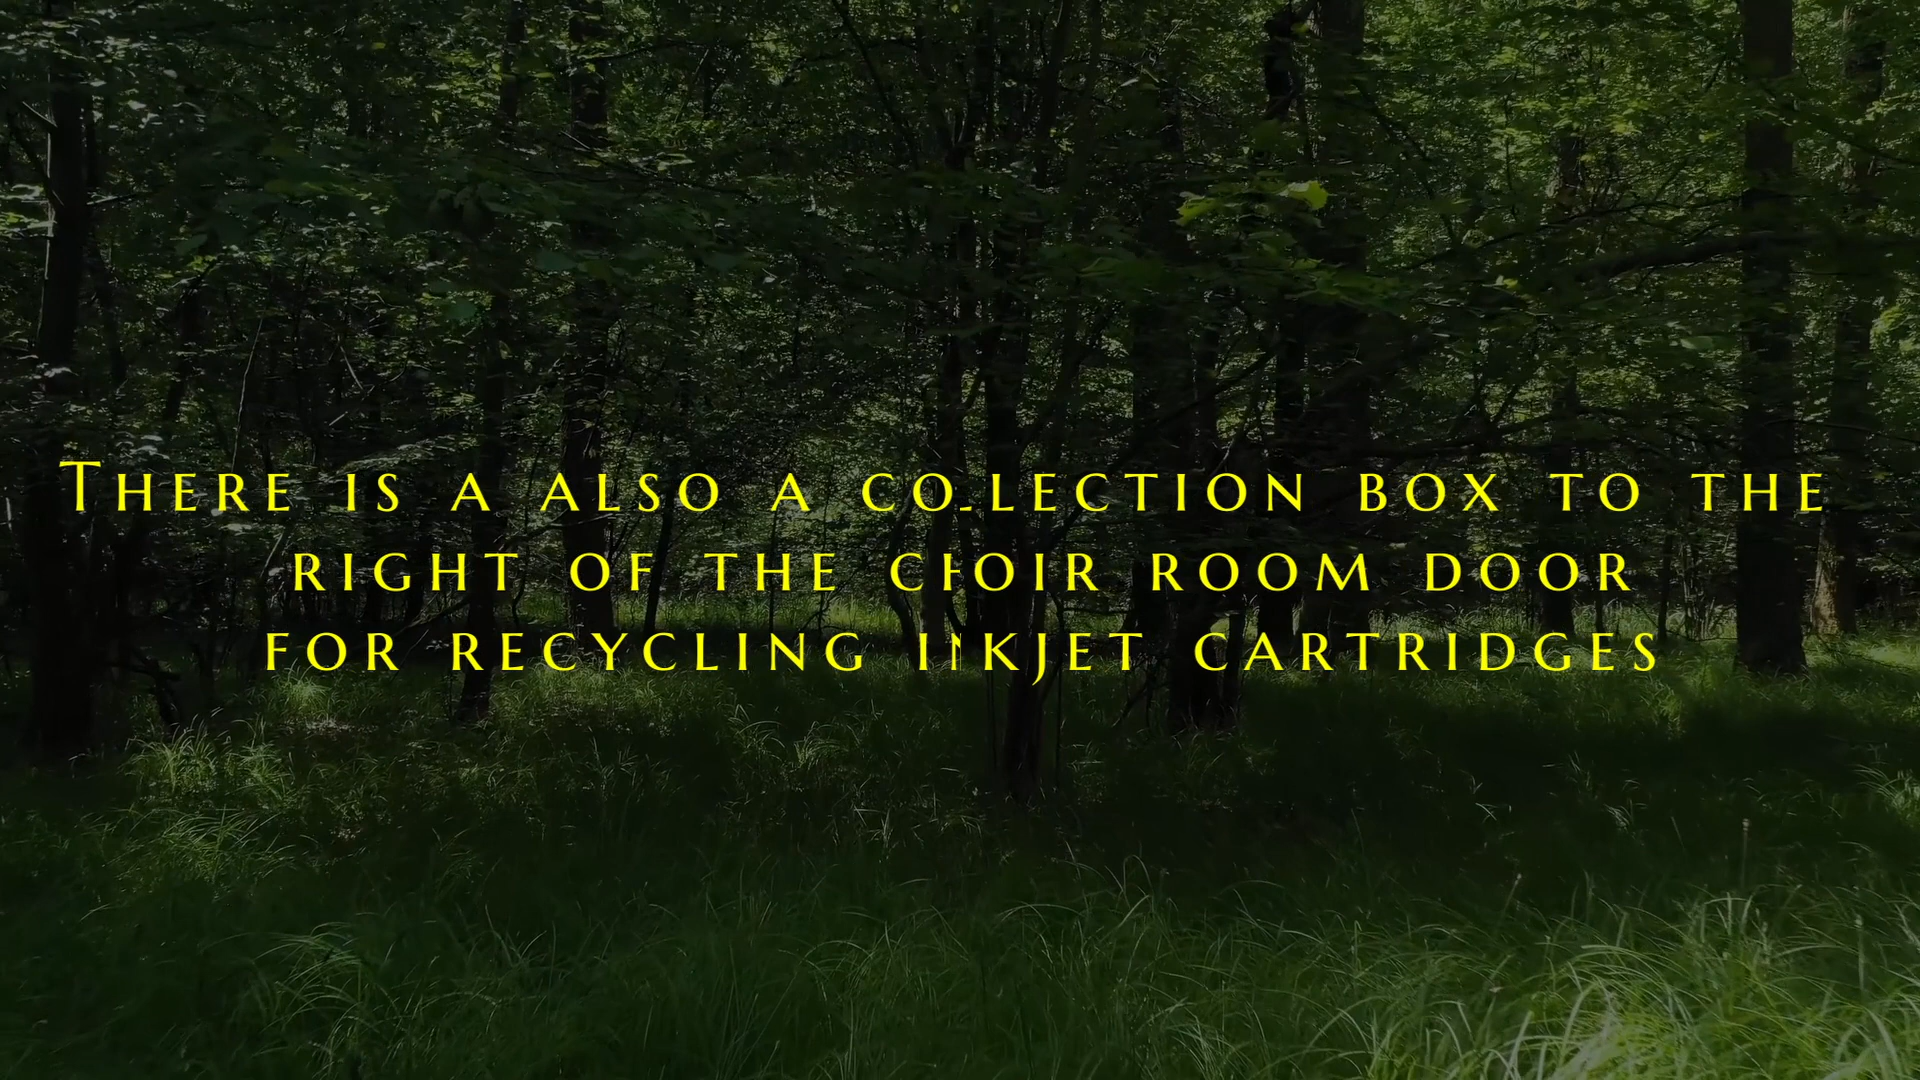 There is a also a collection box to the
right of the choir room door
for recycling inkjet cartridges